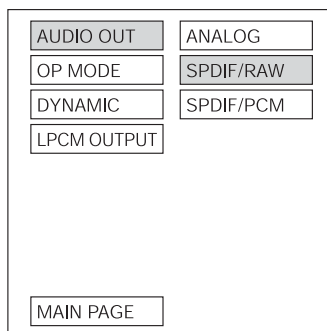 AUDIO OUT
OP MODE
DYNAMIC
LPCM OUTPUT
MAIN PAGE
ANALOG
SPDIF/RAW
SPDIF/PCM